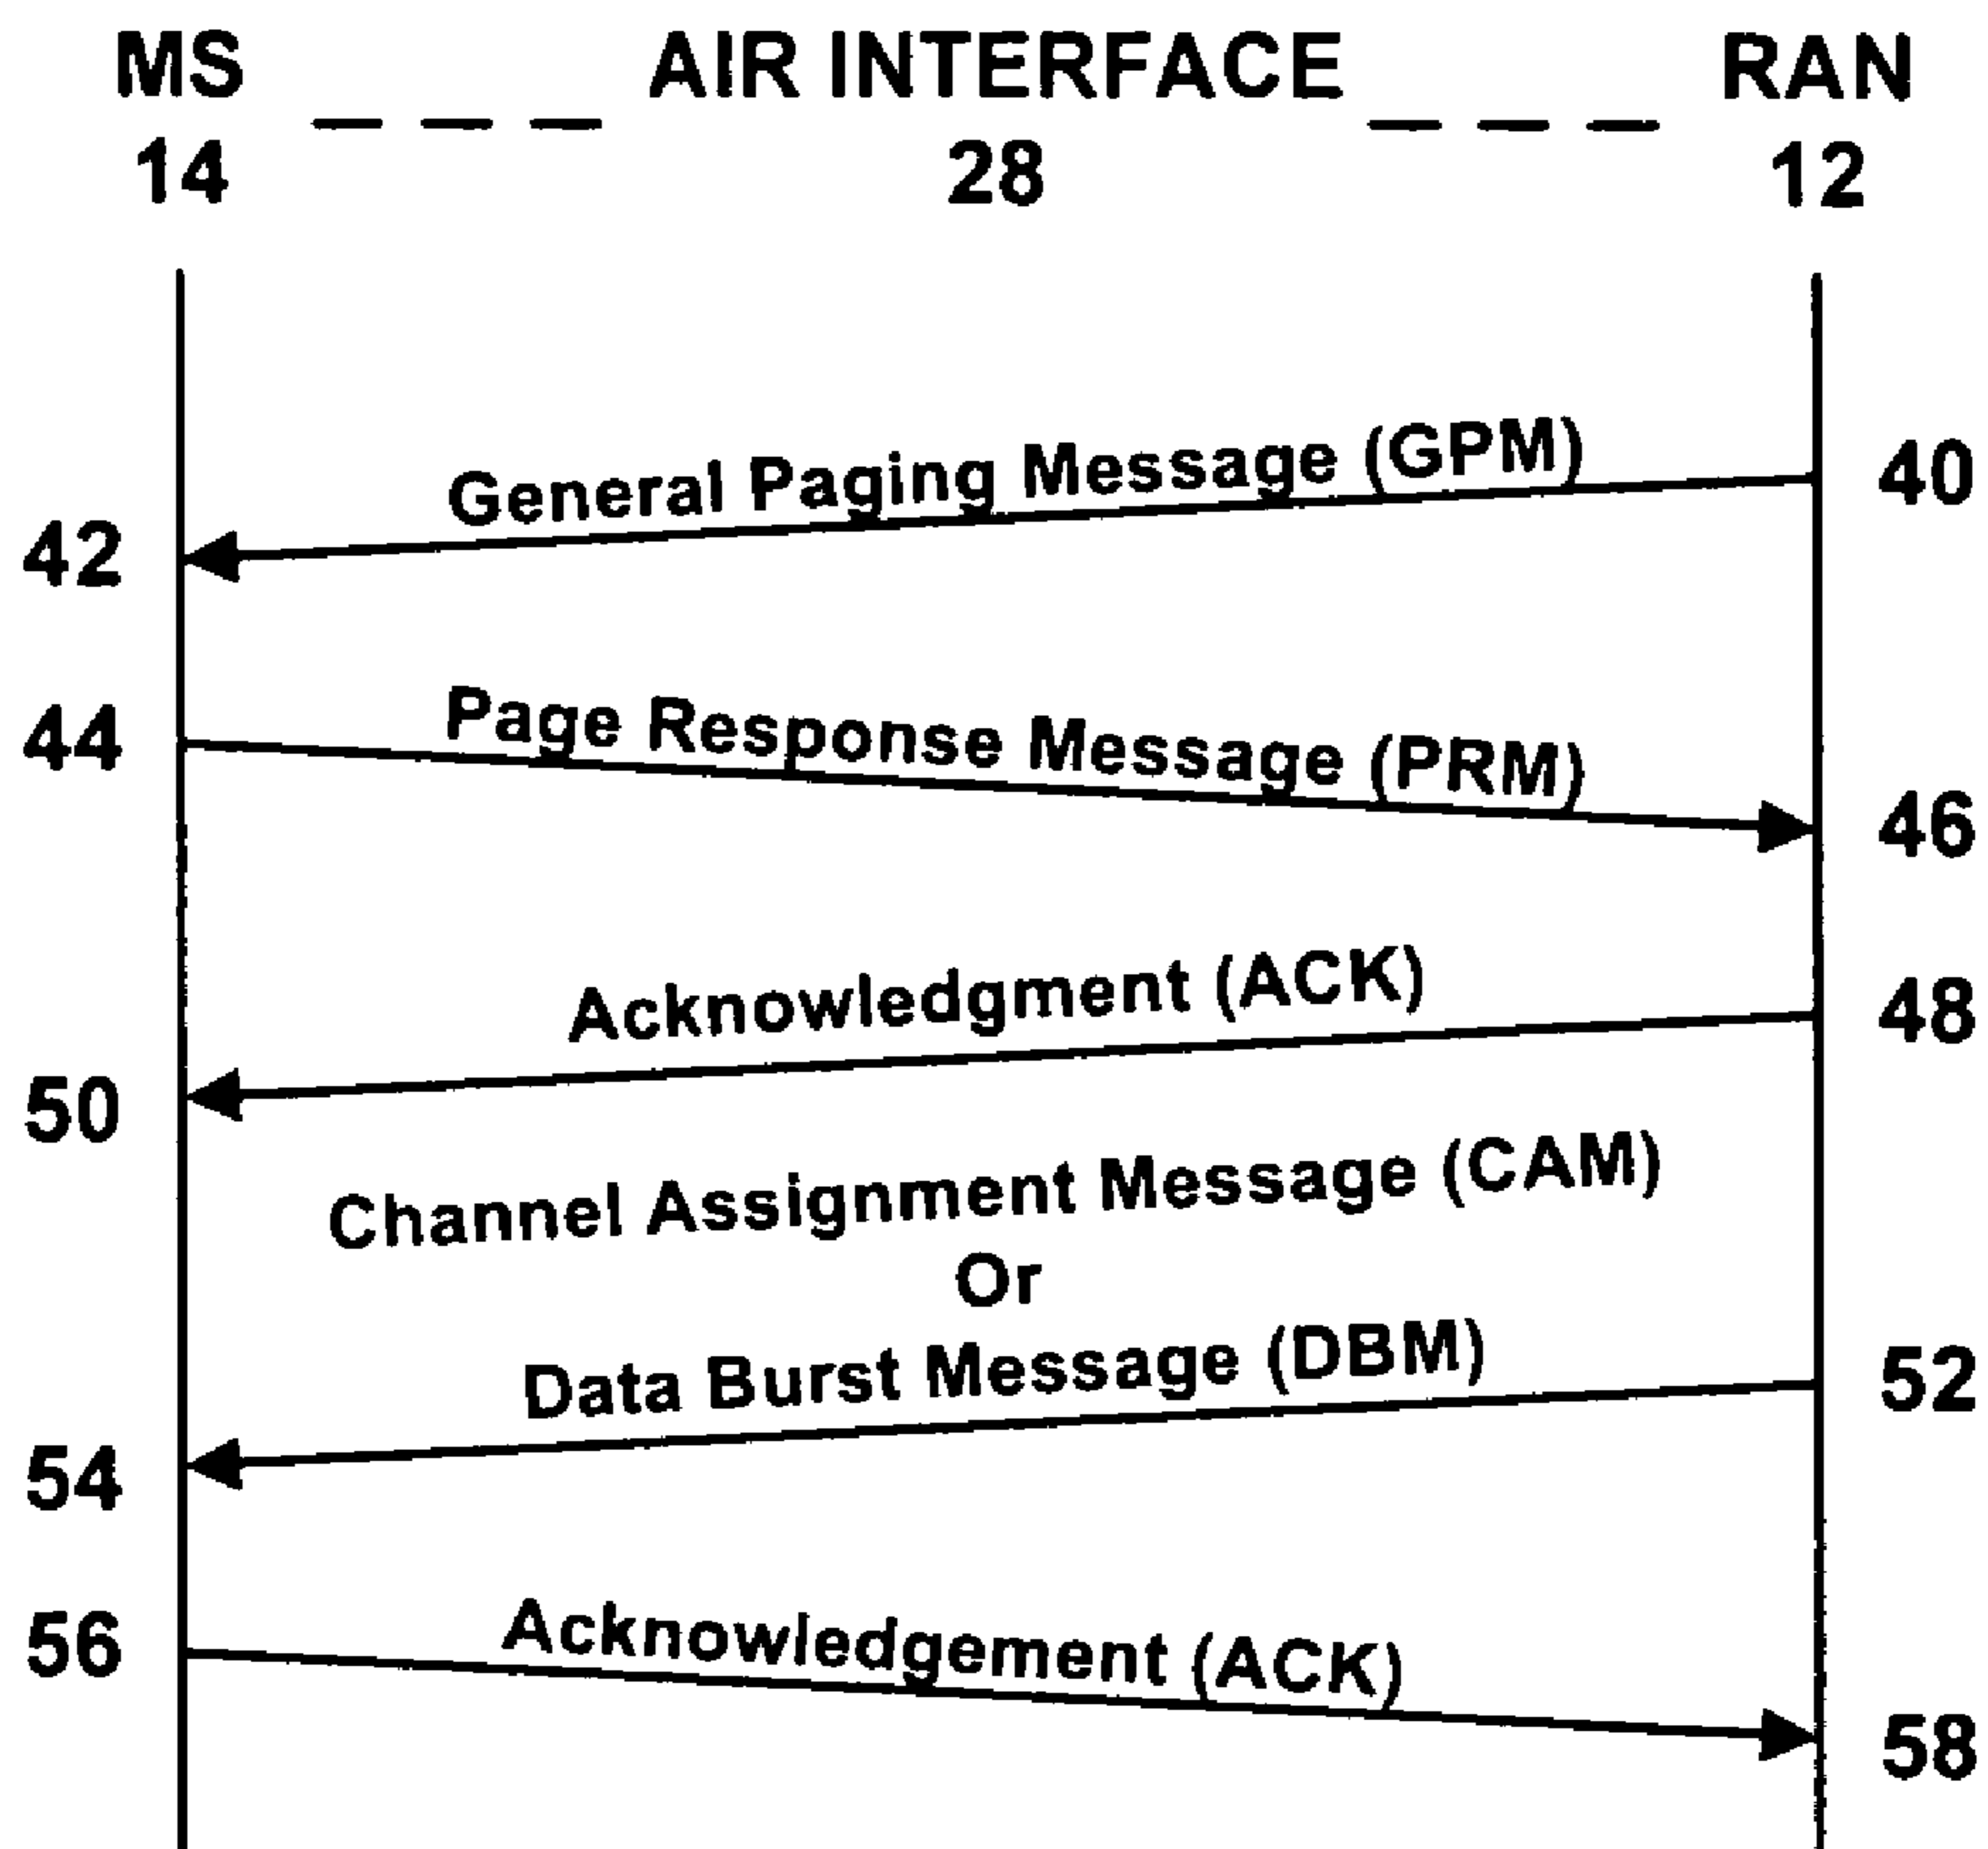 MS AIR INTERFACE RAN
14 28 12
General Paging Message (GPM) 40
42
44 Page Response Message (PRM)
46
Acknowledgment (ACK) 48
50
Channel Assignment Message (CAM)
Or
Data Burst Message (DBM) 52
54
56 Acknowledgement (ACK)
58